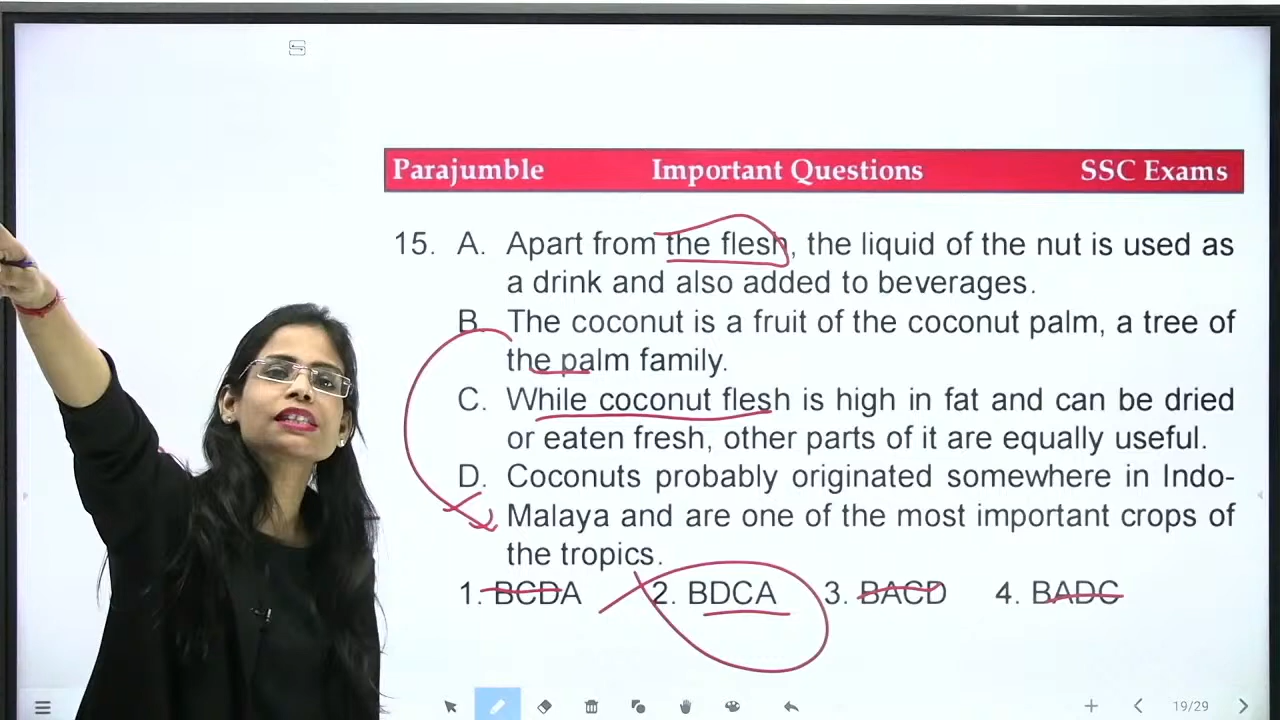 Parajumble Important Questions SSC Exams
15. A. Apart from the flesh, the liquid of the nut is used as
a drink and also added to beverages.
B. The coconut is a fruit of the coconut palm, a tree of
the palm family.
C. While coconut flesh is high in fat and can be dried
or eaten fresh, other parts of it are equally useful.
D. Coconuts probably originated somewhere in Indo-
Malaya and are one of the most important crops of
the tropics.
1. BCDA 2. BDCA 3. BACD 4. BADC
19/29